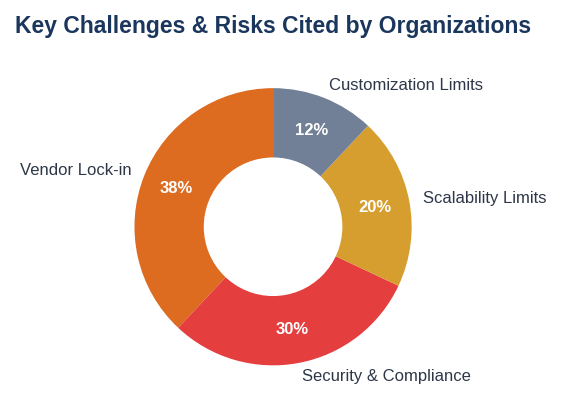 Key Challenges & Risks Cited by Organizations
Customization Limits
12%
Vendor Lock-in
38%
20%
Scalability Limits
30%
Security & Compliance